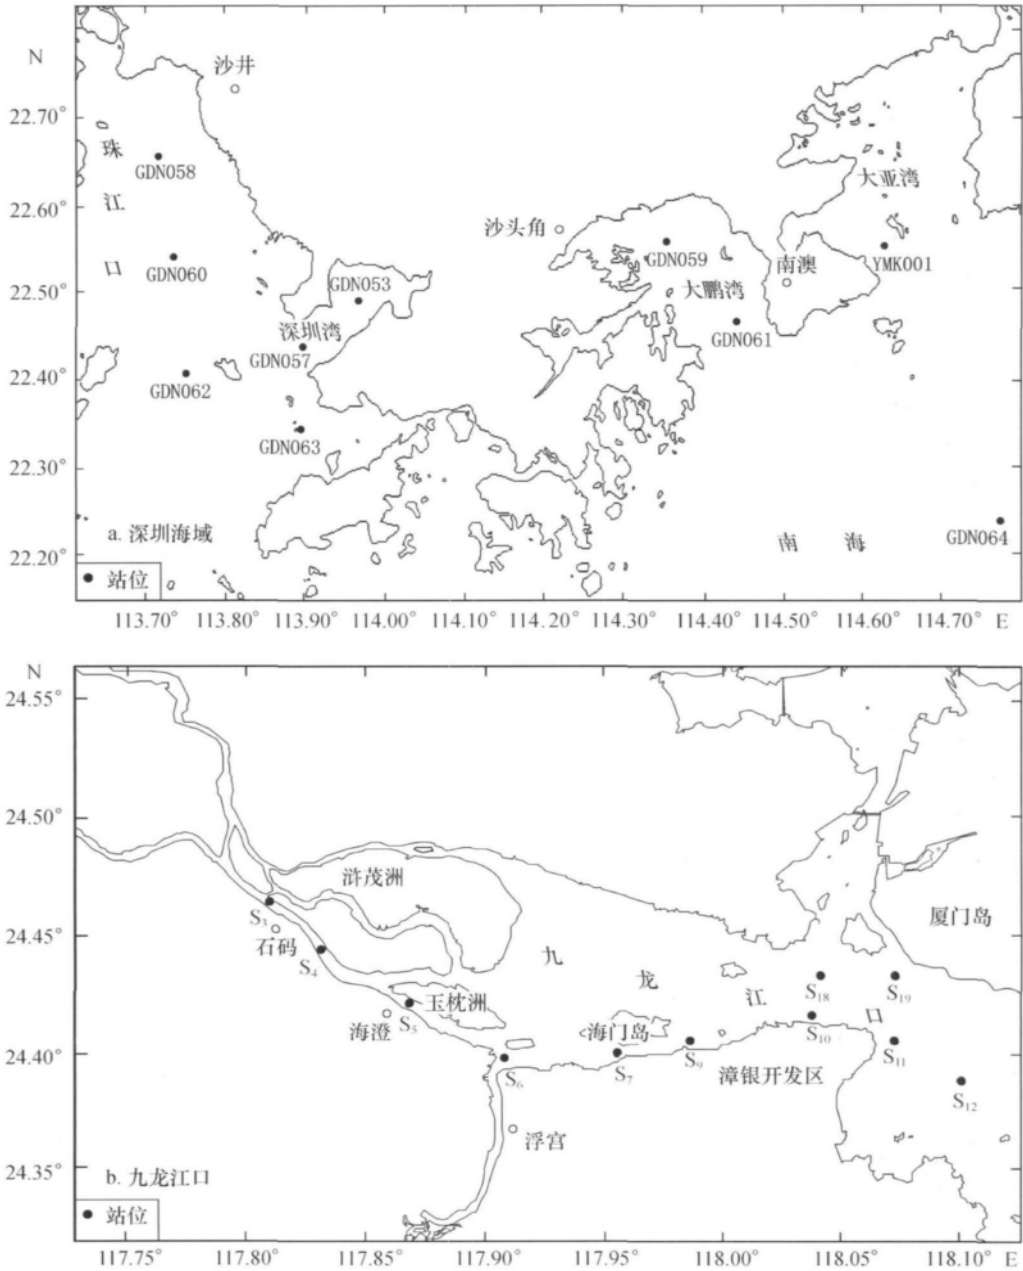 N
沙井
22.70°
珠
GDN058
大亚湾
22.60°
江
沙头角
GDN059
YMK001
口
GDN060
GDN053
南澳
22.50°
大鹏湾
深圳湾
GDN061
GDN057
22.40°
GDN062
GDN063
22.30°
a. 深圳海域
南 海
GDN064
22.20°
站位
113.70° 113.80° 113.90° 114.00° 114.10° 114.20° 114.30° 114.40° 114.50° 114.60° 114.70° E
N
24.55°
24.50°
浒茂洲
S₃
厦门岛
24.45°
石码
九
S₄
龙
江
S₁₈
S₁₉
玉枕洲
口
海澄
S₅
海门岛
S₁₀
24.40°
S₆
S₇
S₉
漳银开发区
S₁₁
S₁₂
浮宫
24.35°
b. 九龙江口
站位
117.75° 117.80° 117.86° 117.90° 117.95° 118.00° 118.05° 118.10° E